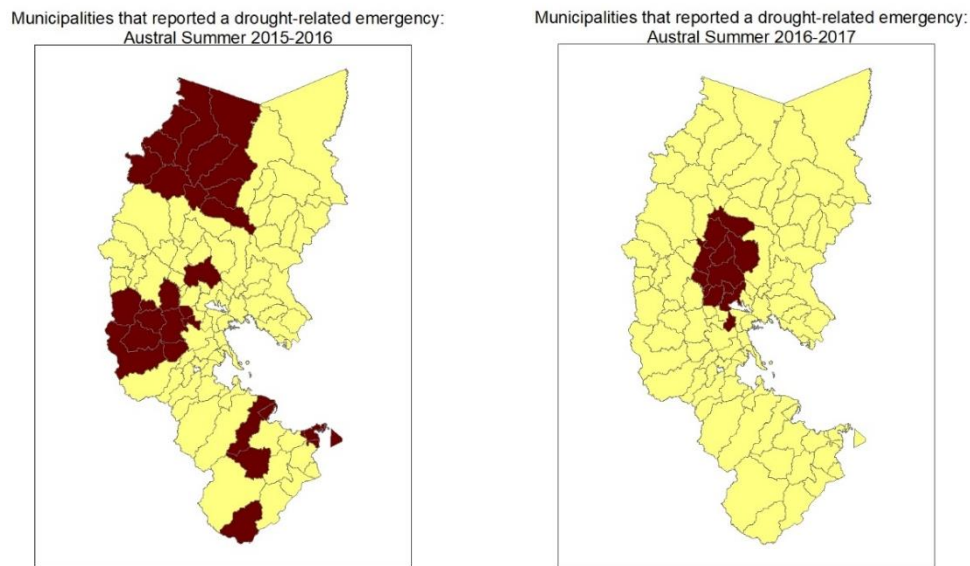 Municipalities that reported a drought-related emergency:
Austral Summer 2015-2016
Municipalities that reported a drought-related emergency:
Austral Summer 2016-2017